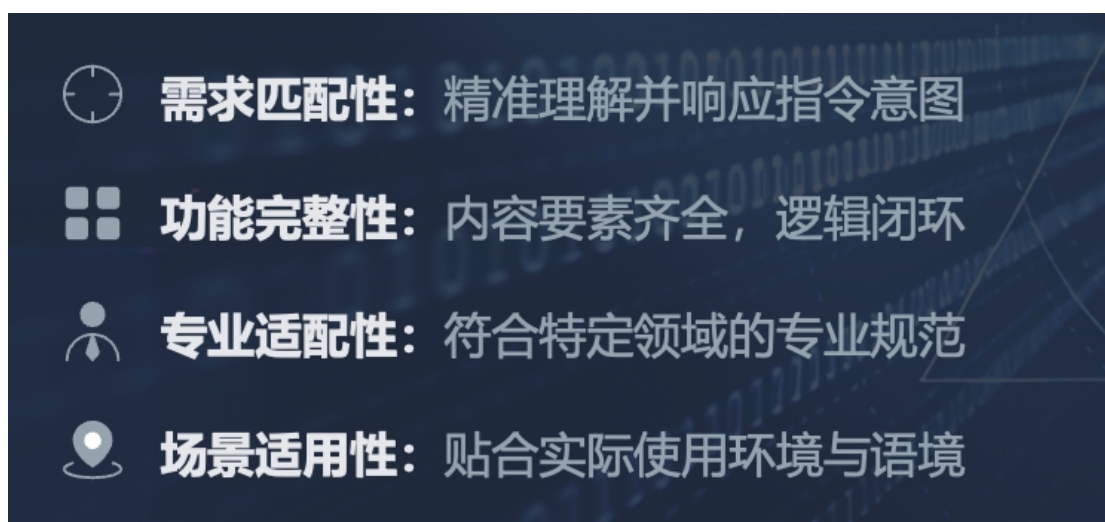 需求匹配性：精准理解并响应指令意图
功能完整性：内容要素齐全，逻辑闭环
专业适配性：符合特定领域的专业规范
场景适用性：贴合实际使用环境与语境